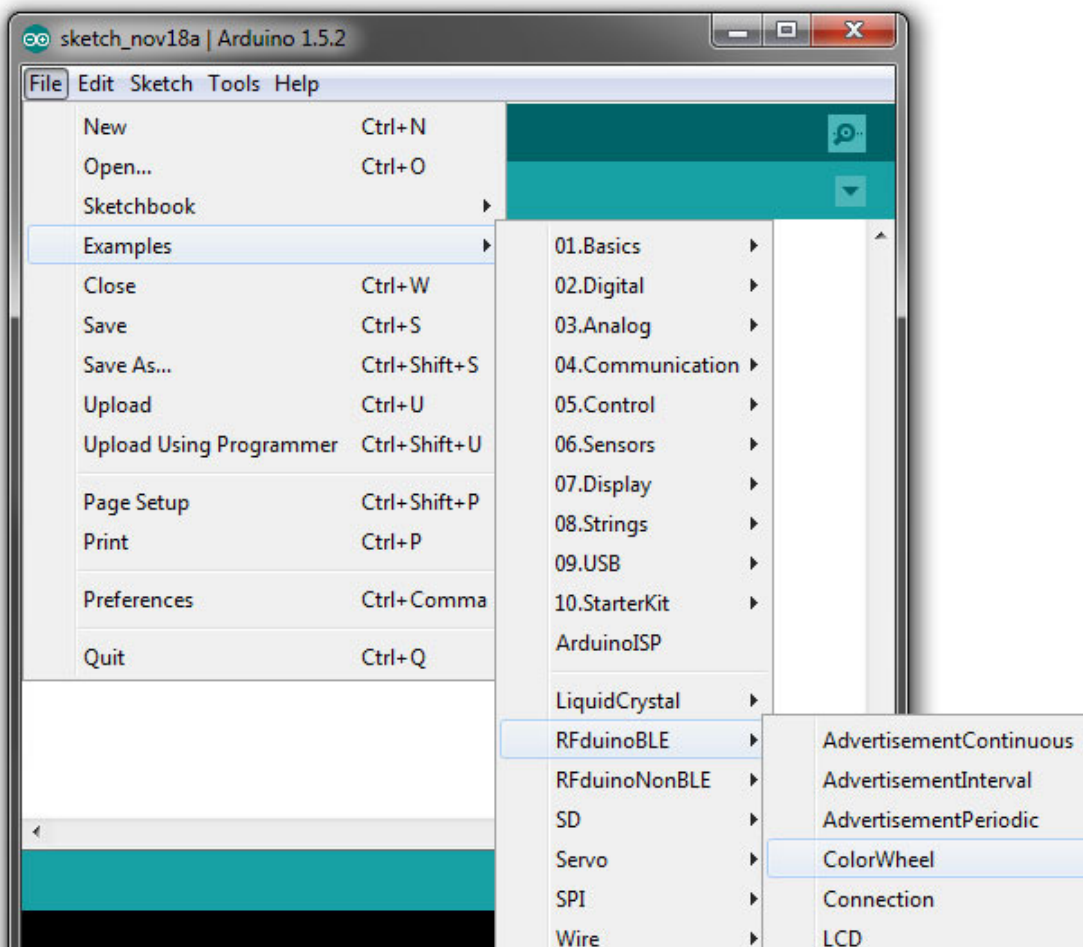 sketch_nov18a | Arduino 1.5.2
File Edit Sketch Tools Help
New Ctrl+N
Open... Ctrl+O
Sketchbook
Examples
Close Ctrl+W
Save Ctrl+S
Save As... Ctrl+Shift+S
Upload Ctrl+U
Upload Using Programmer Ctrl+Shift+U
Page Setup Ctrl+Shift+P
Print Ctrl+P
Preferences Ctrl+Comma
Quit Ctrl+Q
01.Basics
02.Digital
03.Analog
04.Communication
05.Control
06.Sensors
07.Display
08.Strings
09.USB
10.StarterKit
ArduinoISP
LiquidCrystal
RFduinoBLE
RFduinoNonBLE
SD
Servo
SPI
Wire
AdvertisementContinuous
AdvertisementInterval
AdvertisementPeriodic
ColorWheel
Connection
LCD